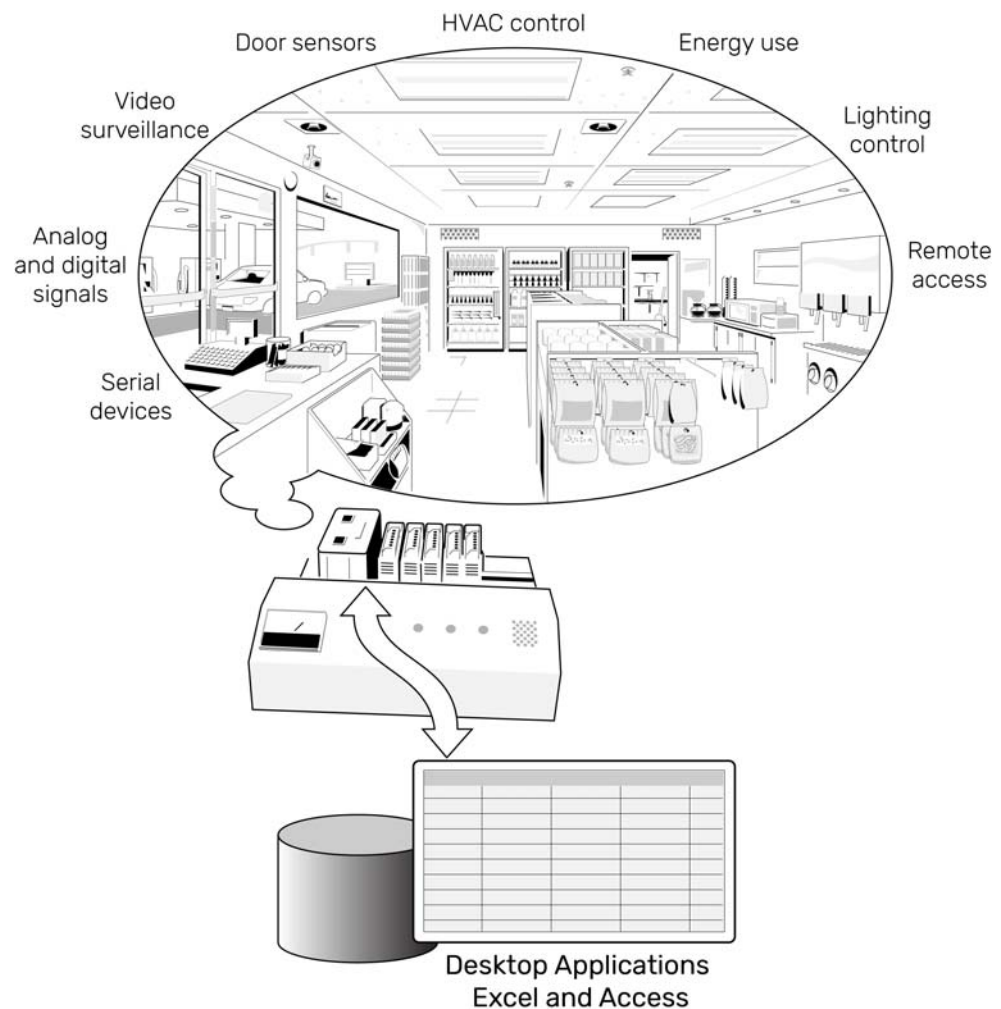 HVAC control
Door sensors
Energy use
Video
surveillance
Lighting
control
Analog
and digital
signals
Remote
access
Serial
devices
Desktop Applications
Excel and Access